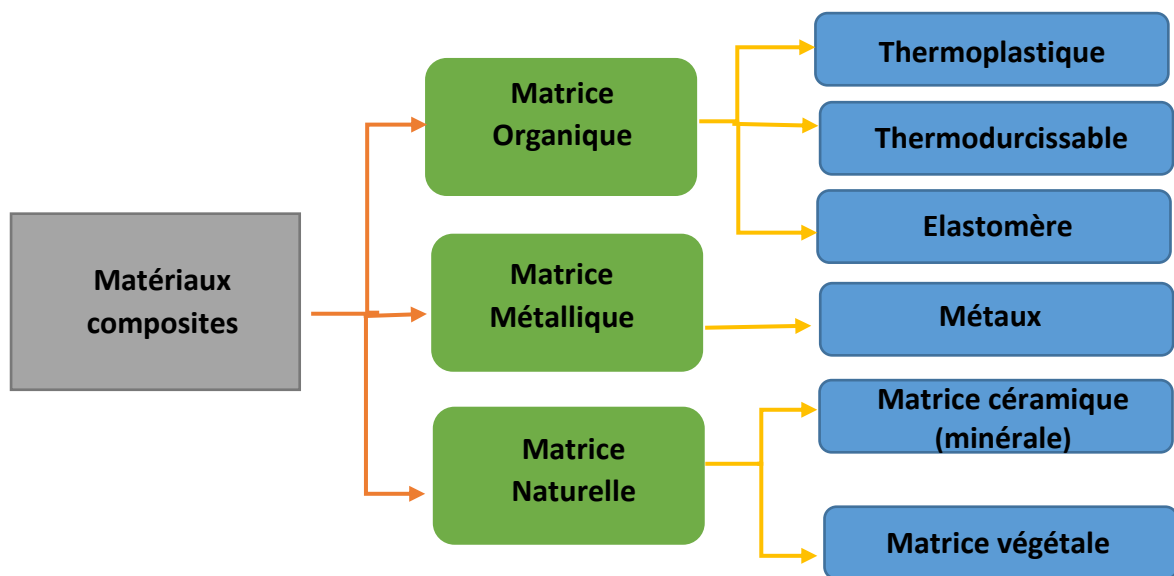 Matériaux
composites
Matrice
Organique
Thermoplastique
Thermodurcissable
Elastomère
Matrice
Métallique
Métaux
Matrice
Naturelle
Matrice céramique
(minérale)
Matrice végétale